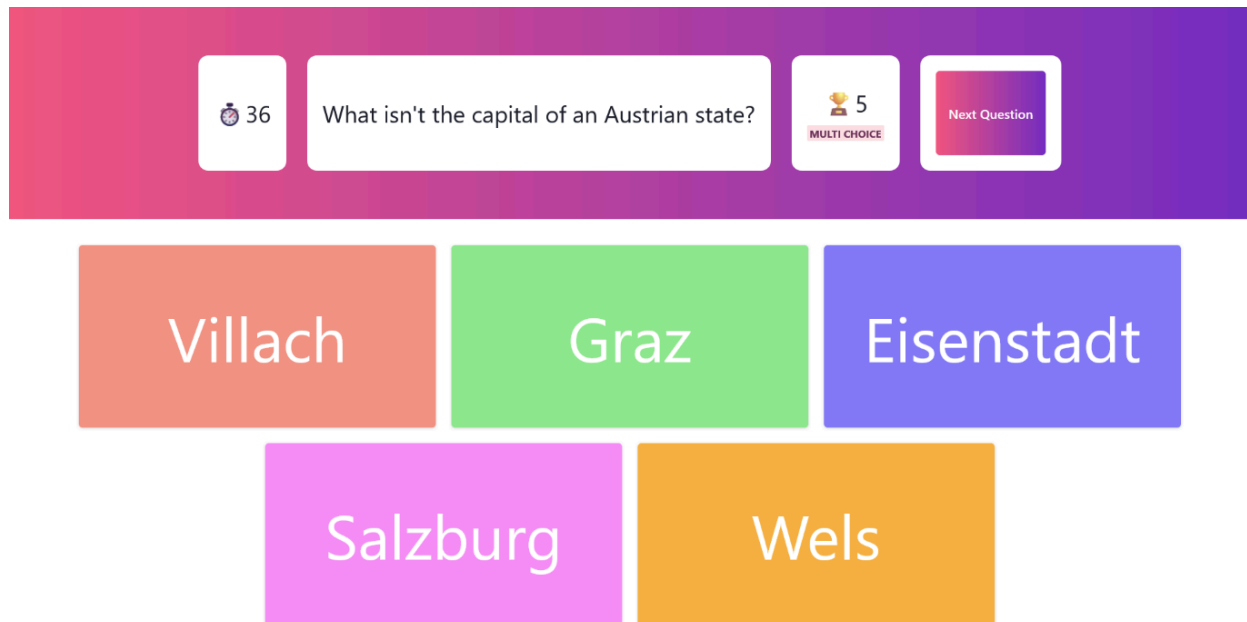 36
What isn't the capital of an Austrian state?
5
MULTI CHOICE
Next Question
Villach
Graz
Eisenstadt
Salzburg
Wels